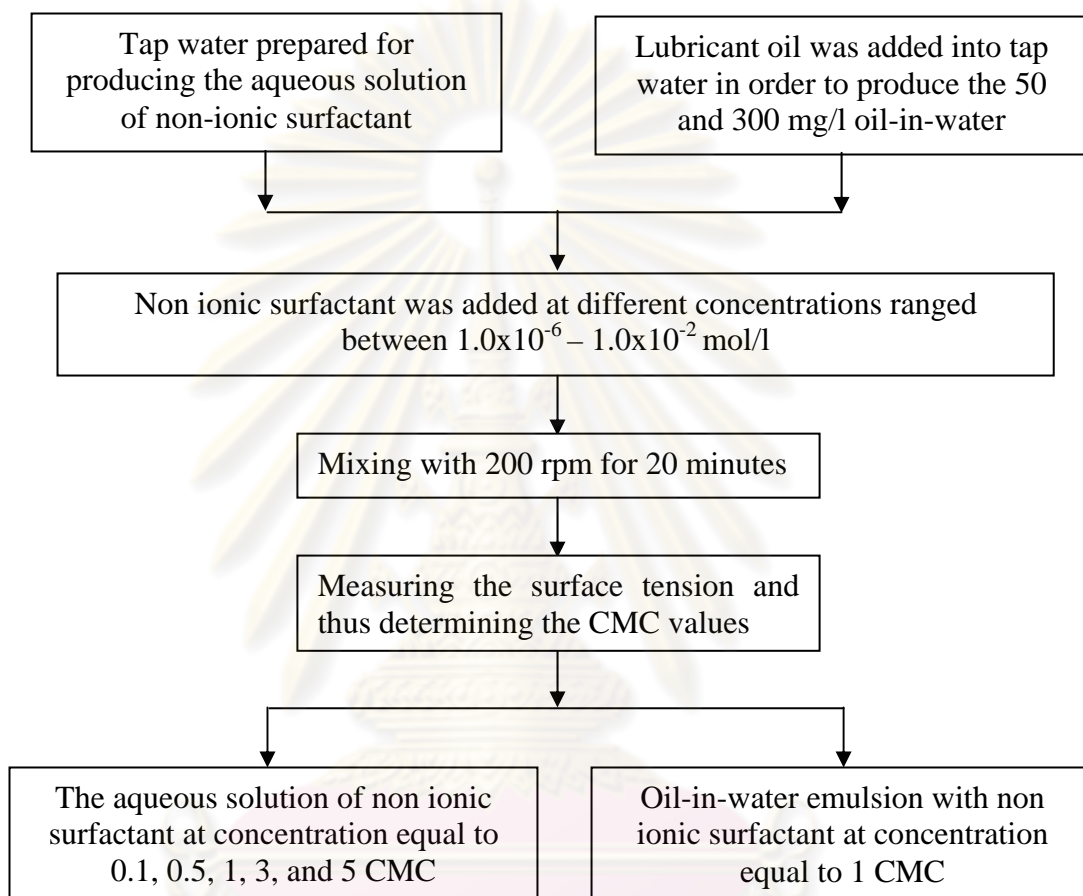 Tap water prepared for
producing the aqueous solution
of non-ionic surfactant
Lubricant oil was added into tap
water in order to produce the 50
and 300 mg/l oil-in-water
Non ionic surfactant was added at different concentrations ranged
between 1.0x10⁻⁶ – 1.0x10⁻² mol/l
Mixing with 200 rpm for 20 minutes
Measuring the surface tension and
thus determining the CMC values
The aqueous solution of non ionic
surfactant at concentration equal to
0.1, 0.5, 1, 3, and 5 CMC
Oil-in-water emulsion with non
ionic surfactant at concentration
equal to 1 CMC